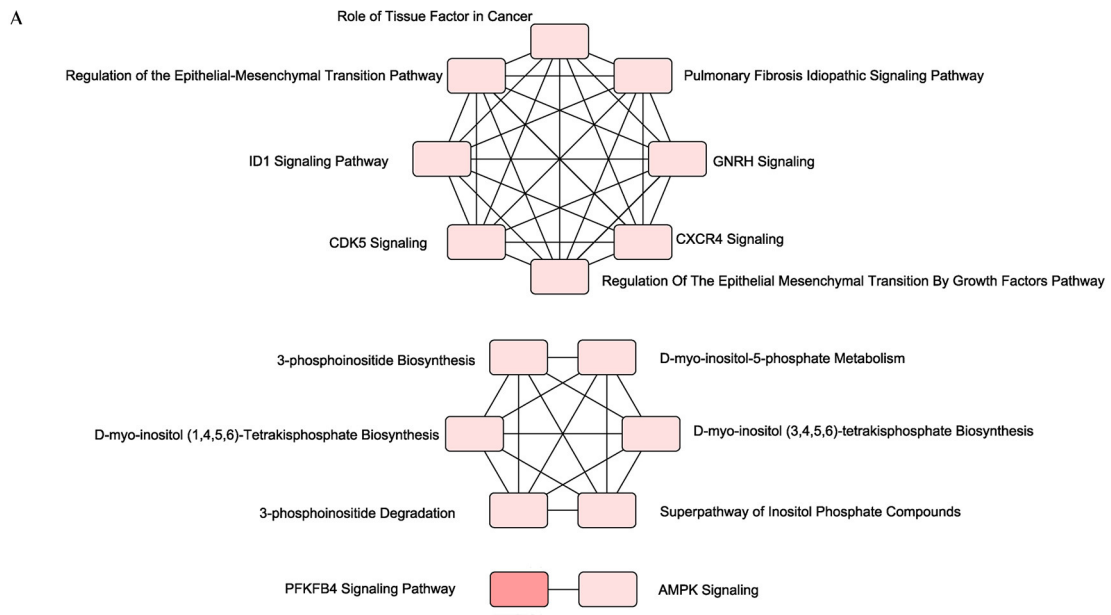 A
Role of Tissue Factor in Cancer
Regulation of the Epithelial-Mesenchymal Transition Pathway
Pulmonary Fibrosis Idiopathic Signaling Pathway
ID1 Signaling Pathway
GNRH Signaling
CDK5 Signaling
CXCR4 Signaling
Regulation Of The Epithelial Mesenchymal Transition By Growth Factors Pathway
3-phosphoinositide Biosynthesis
D-myo-inositol-5-phosphate Metabolism
D-myo-inositol (1,4,5,6)-Tetrakisphosphate Biosynthesis
D-myo-inositol (3,4,5,6)-tetrakisphosphate Biosynthesis
3-phosphoinositide Degradation
Superpathway of Inositol Phosphate Compounds
PFKFB4 Signaling Pathway
AMPK Signaling